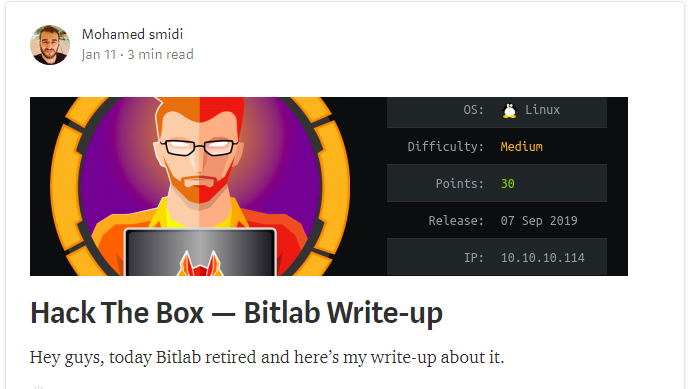 Mohamed smidi
Jan 11 · 3 min read
OS: Linux
Difficulty: Medium
Points: 30
Release: 07 Sep 2019
IP: 10.10.10.114
Hack The Box — Bitlab Write-up
Hey guys, today Bitlab retired and here’s my write-up about it.